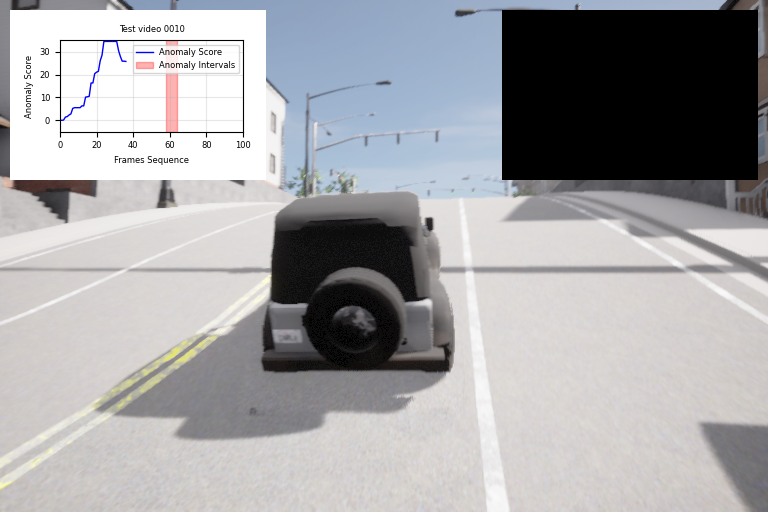 Test video 0010
Anomaly Score
Anomaly Intervals
Anomaly Score
30
20
10
0
0 20 40 60 80 100
Frames Sequence